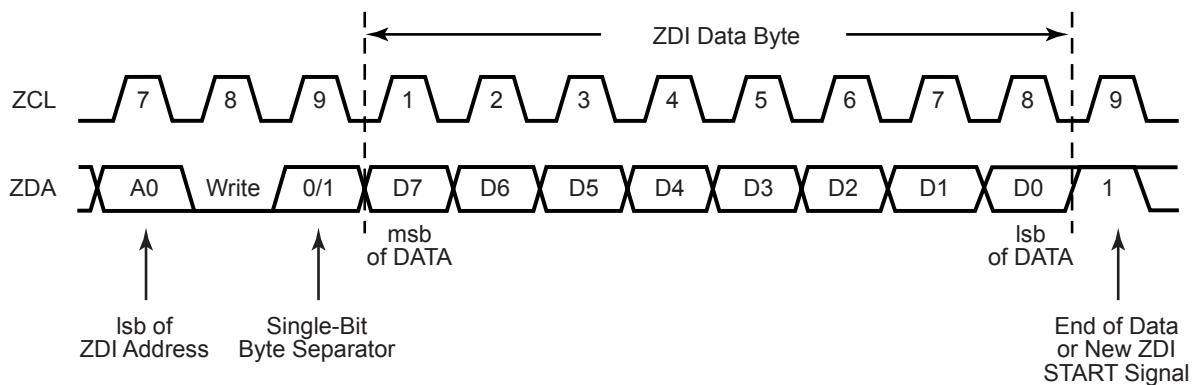 ZDI Data Byte
ZCL 7 8 9 1 2 3 4 5 6 7 8 9
ZDA A0 Write 0/1 D7 D6 D5 D4 D3 D2 D1 D0 1
msb
of DATA
lsb
of DATA
lsb of
ZDI Address
Single-Bit
Byte Separator
End of Data
or New ZDI
START Signal